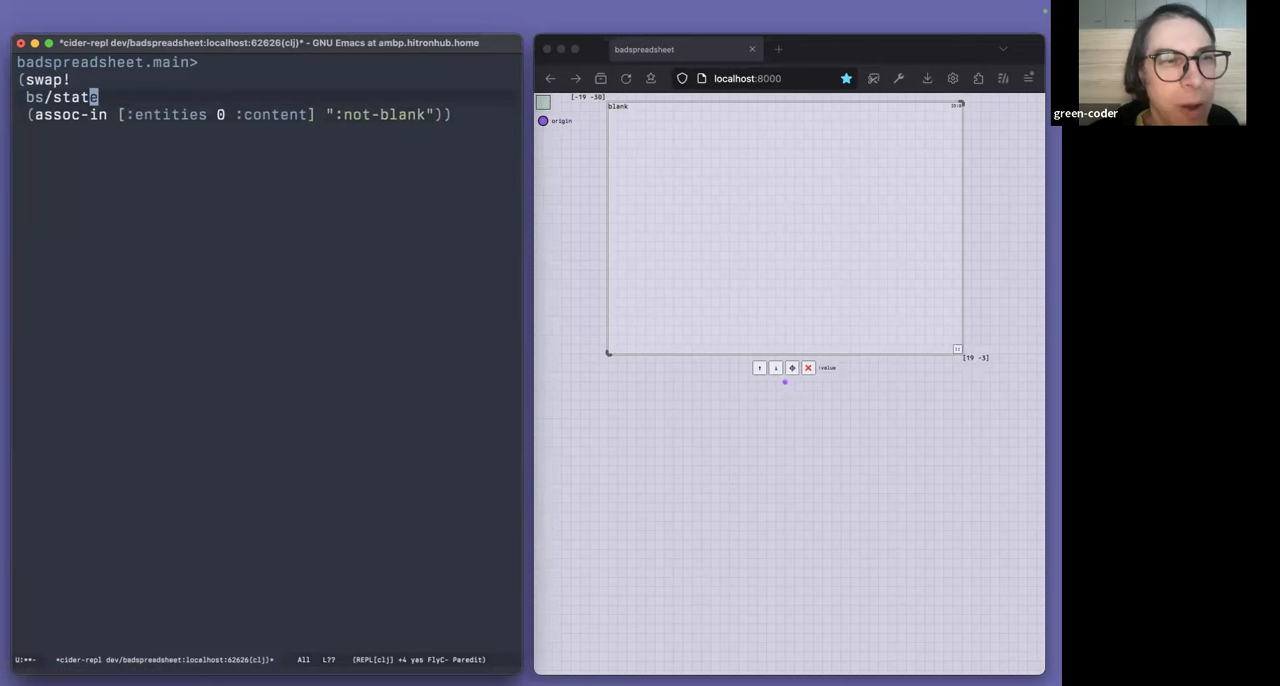 *cider-repl dev/badspreadsheet:localhost:62626(clj)* - GNU Emacs at ambp.hitronhub.home
badspreadsheet.main>
(swap!
bs/state
(assoc-in [:entities 0 :content] ":not-blank"))
U:**- *cider-repl dev/badspreadsheet:localhost:62626(clj)* All L?? (REPL[clj] +4 yas FlyC- Paredit)
badspreadsheet
localhost:8000
[-19 -30]
blank
origin
[19 -3]
:value
green-coder